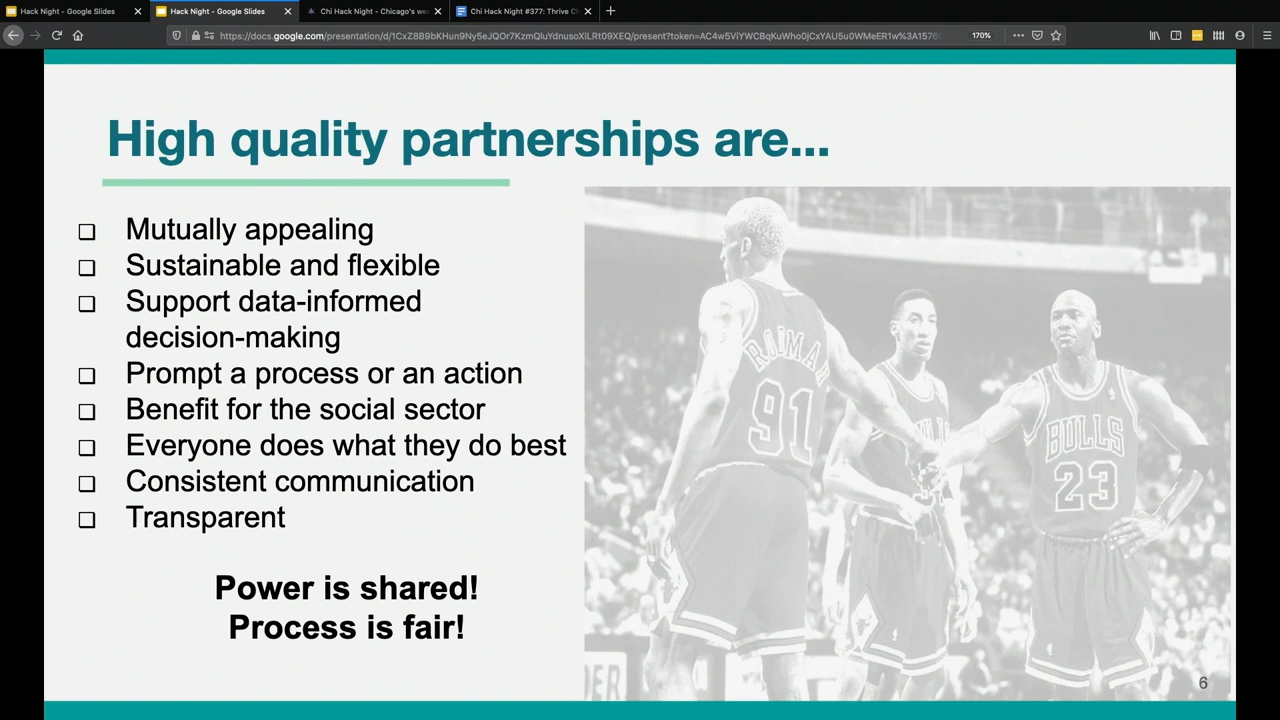 Hack Night - Google Slides
Hack Night - Google Slides
Chi Hack Night - Chicago's we
Chi Hack Night #377: Thrive C
170%
High quality partnerships are...
Mutually appealing
Sustainable and flexible
Support data-informed
decision-making
Prompt a process or an action
Benefit for the social sector
Everyone does what they do best
Consistent communication
Transparent
Power is shared!
Process is fair!
91
BULLS
23
6